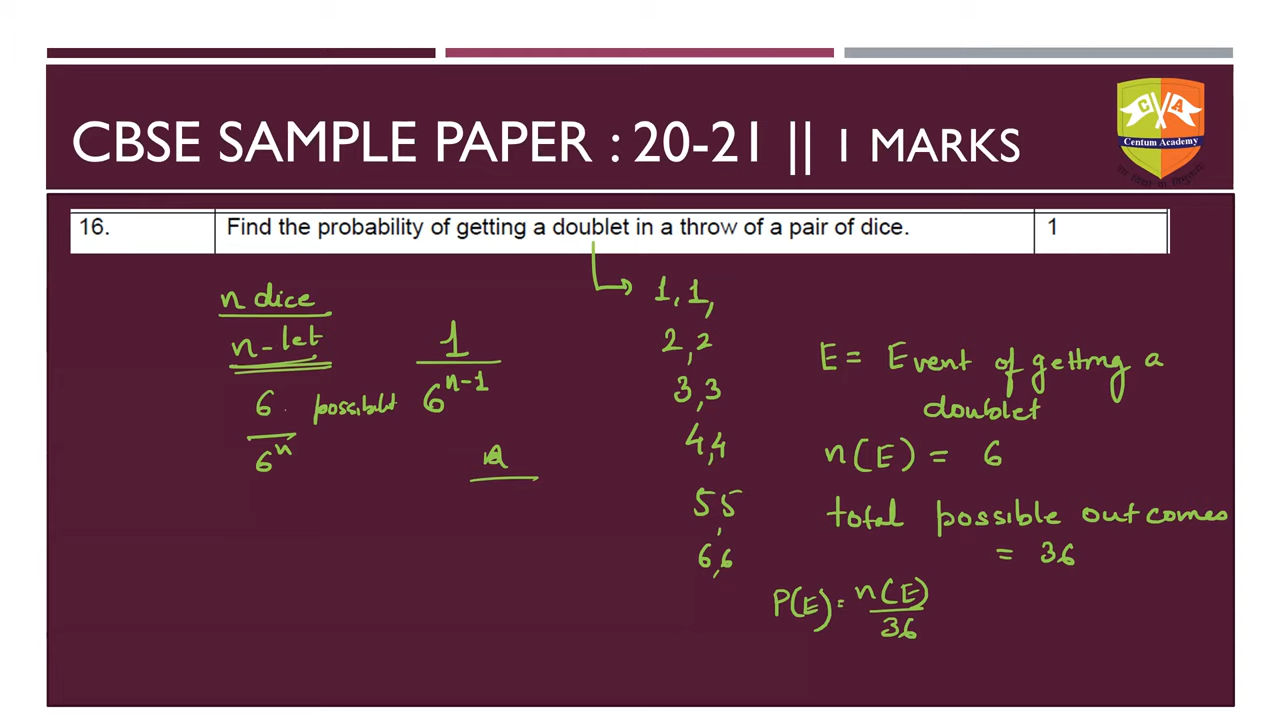 CBSE SAMPLE PAPER : 20-21 || 1 MARKS
Centum Academy
16. Find the probability of getting a doublet in a throw of a pair of dice. 1
n dice
n-let
6 possiblet
6^n
1
6^n-1
1,1,
2,2
3,3
4,4
5,5
6,6
E = Event of getting a
doublet
n(E) = 6
total possible outcomes
= 36
P(E) = n(E)
36